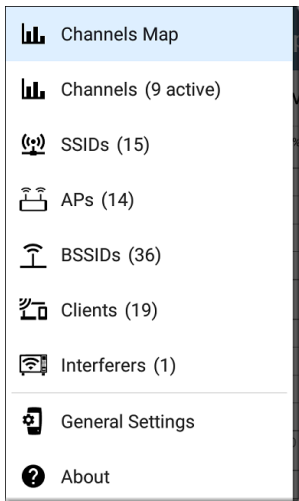 Channels Map
Channels (9 active)
SSIDs (15)
APs (14)
BSSIDs (36)
Clients (19)
Interferers (1)
General Settings
About